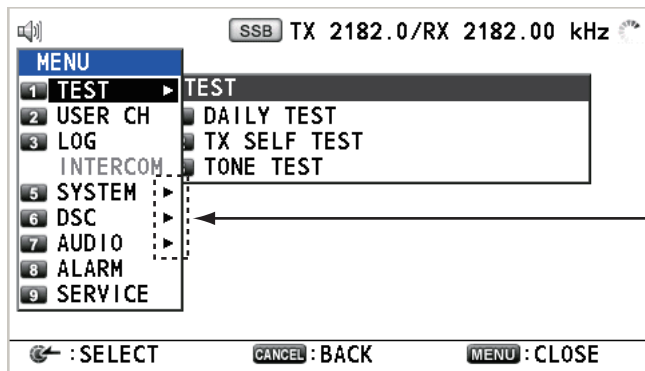 SSB TX 2182.0/RX 2182.00 kHz
MENU
1 TEST ▶
2 USER CH
3 LOG
INTERCOM
5 SYSTEM ▶
6 DSC ▶
7 AUDIO ▶
8 ALARM
9 SERVICE
TEST
DAILY TEST
TX SELF TEST
TONE TEST
:SELECT CANCEL:BACK MENU:CLOSE